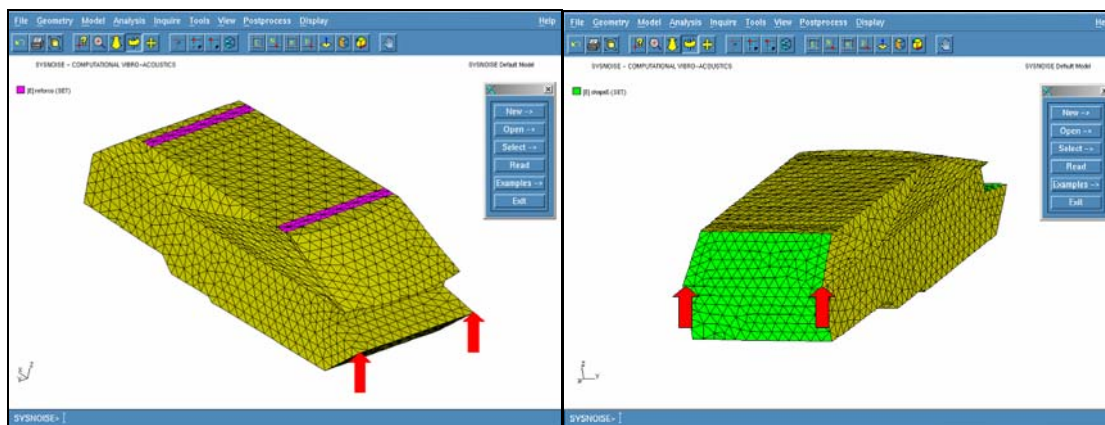 File Geometry Model Analysis Inquire Tools View Postprocess Display Help
SYSNOISE - COMPUTATIONAL VIBRO-ACOUSTICS
SYSNOISE Default Model
New -->
Open -->
Select -->
Read
Examples -->
Exit
SYSNOISE>
File Geometry Model Analysis Inquire Tools View Postprocess Display
SYSNOISE - COMPUTATIONAL VIBRO-ACOUSTICS
SYSNOISE Default Model
New -->
Open -->
Select -->
Read
Examples -->
Exit
SYSNOISE>